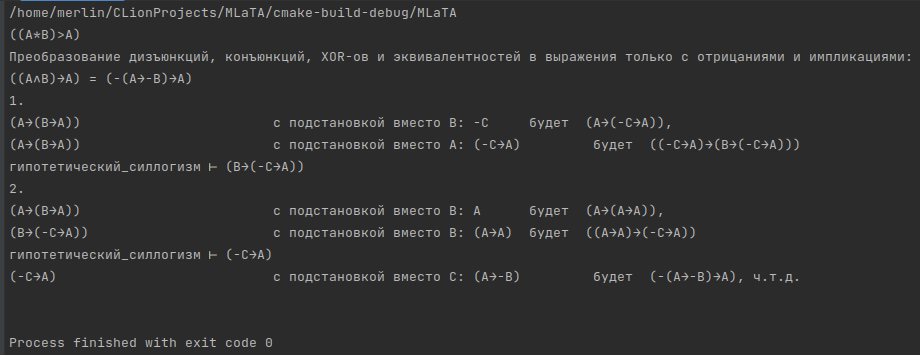 /home/merlin/CLionProjects/MLaTA/cmake-build-debug/MLaTA
((A*B)>A)
Преобразование дизъюнкций, конъюнкций, XOR-ов и эквивалентностей в выражения только с отрицаниями и импликациями:
((A∧B)→A) = (-(A→-B)→A)
1.
(A→(B→A)) с подстановкой вместо B: -C будет (A→(-C→A)),
(A→(B→A)) с подстановкой вместо A: (-C→A) будет ((-C→A)→(B→(-C→A)))
гипотетический_силлогизм ⊢ (B→(-C→A))
2.
(A→(B→A)) с подстановкой вместо B: A будет (A→(A→A)),
(B→(-C→A)) с подстановкой вместо B: (A→A) будет ((A→A)→(-C→A))
гипотетический_силлогизм ⊢ (-C→A)
(-C→A) с подстановкой вместо C: (A→-B) будет (-(A→-B)→A), ч.т.д.
Process finished with exit code 0